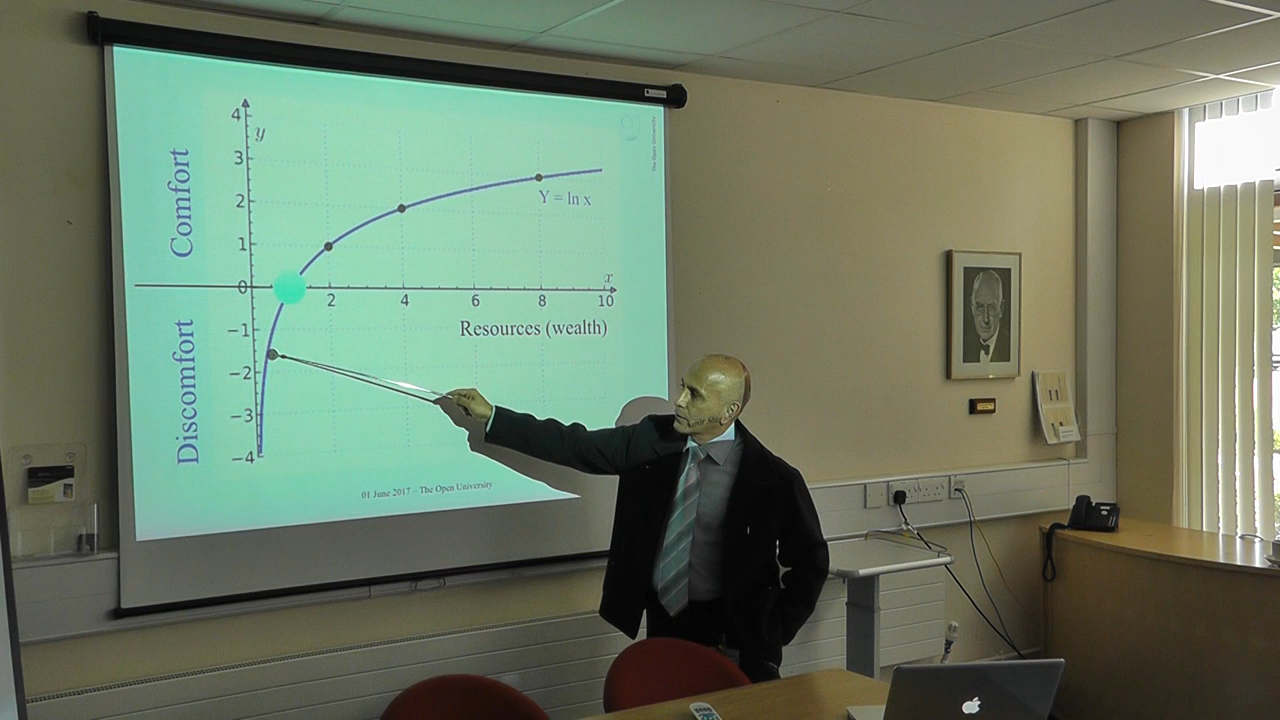 The Open University
4
y
3
2
1
0
2
4
6
8
10
x
−1
−2
−3
−4
Comfort
Discomfort
Y = ln x
Resources (wealth)
01 June 2017 – The Open University